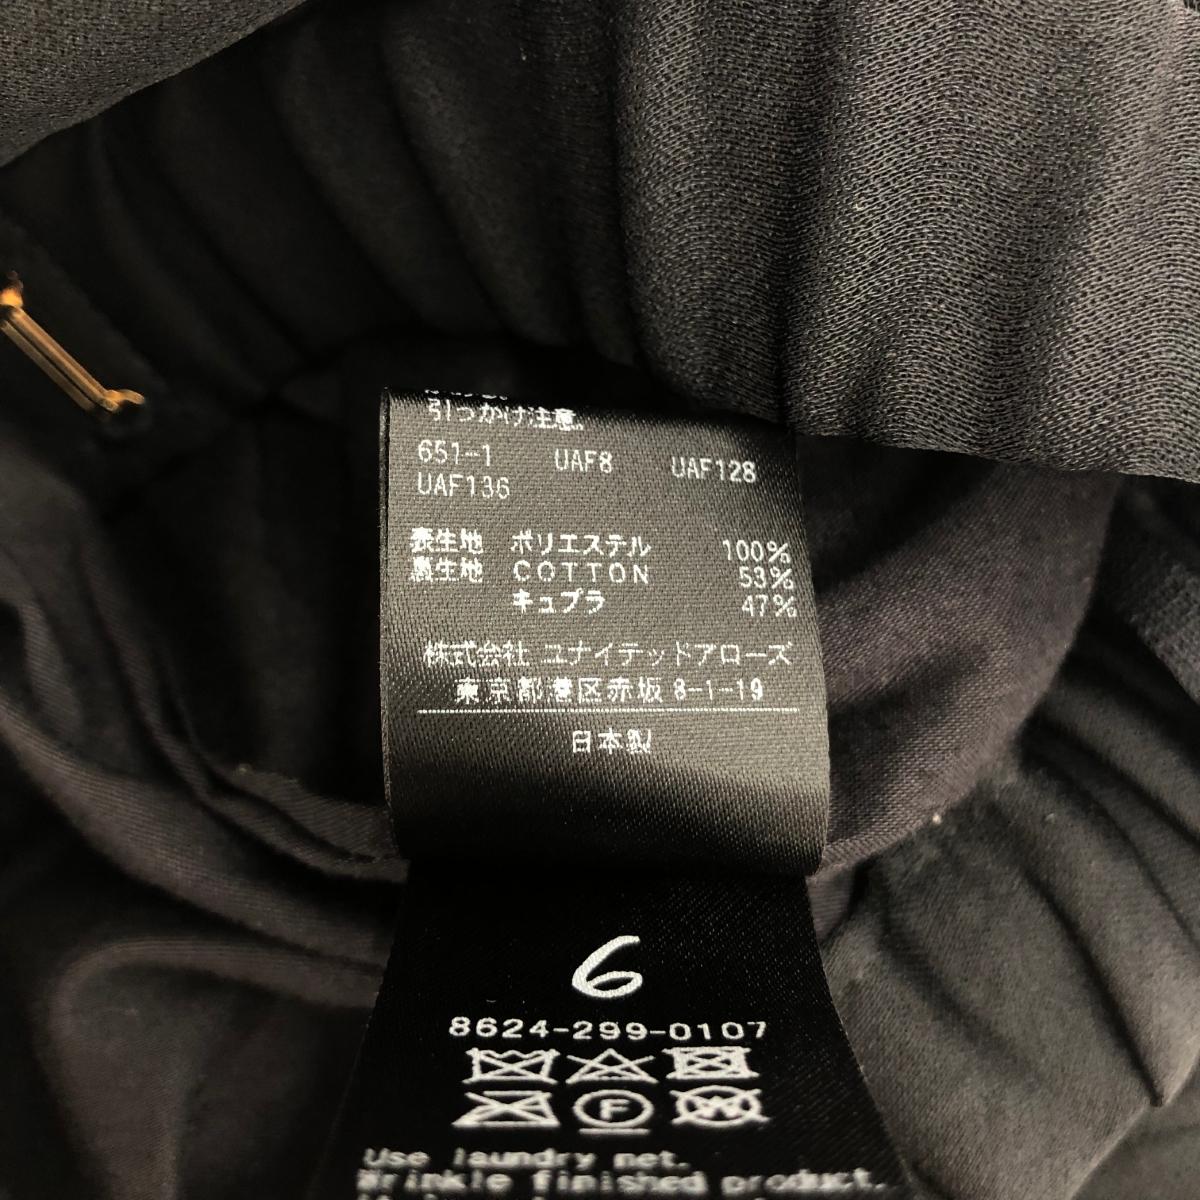 引っかけ注意。
651-1 UAF8 UAF128
UAF136
表生地 ポリエステル 100%
裏生地 COTTON 53%
キュプラ 47%
株式会社 ユナイテッドアローズ
東京都港区赤坂 8-1-19
日本製
6
8624-299-0107
F
W
Use laundry net.
Wrinkle finished product.